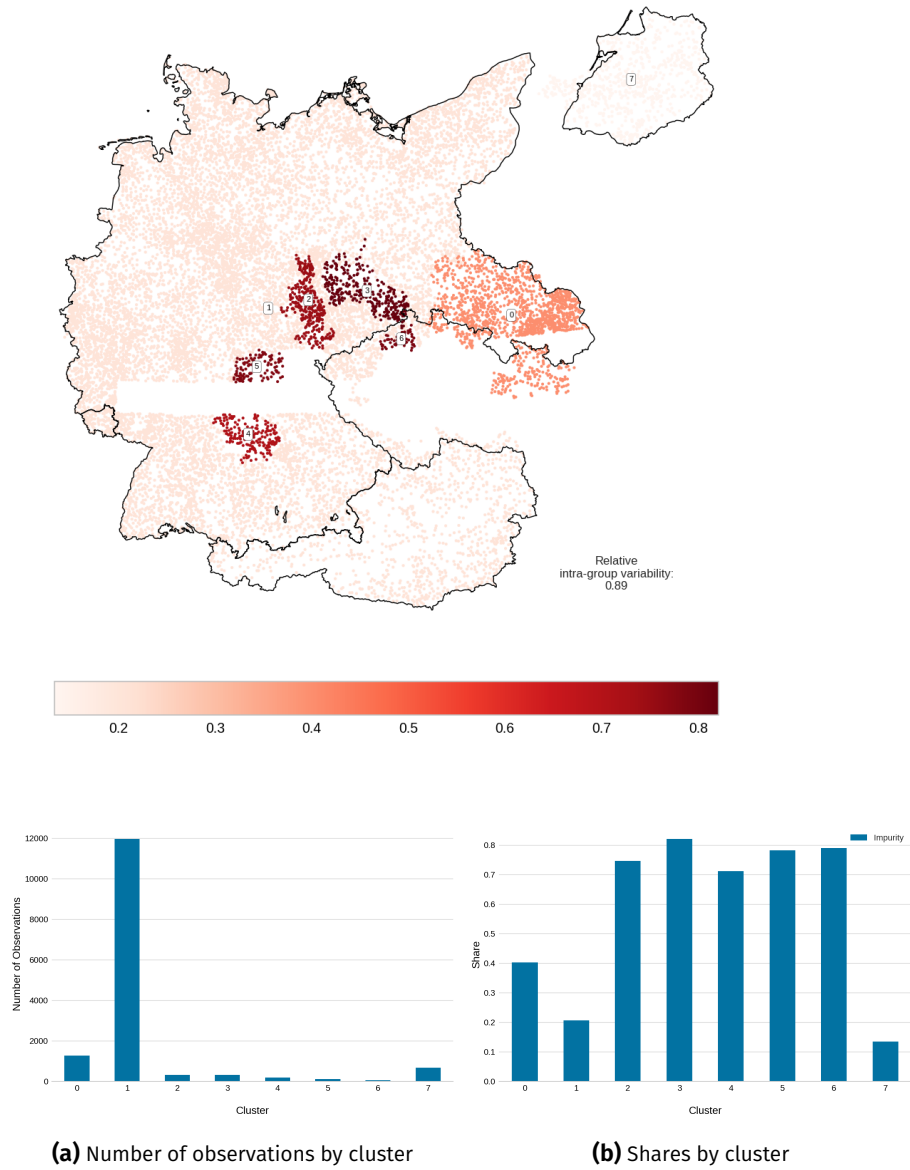 7
3
2
1
0
6
5
4
Relative
intra-group variability:
0.89
0.2 0.3 0.4 0.5 0.6 0.7 0.8
12000
10000
8000
6000
4000
2000
0
Number of Observations
0 1 2 3 4 5 6 7
Cluster
Impurity
0.8
0.7
0.6
0.5
0.4
0.3
0.2
0.1
0.0
Share
0 1 2 3 4 5 6 7
Cluster
(a) Number of observations by cluster
(b) Shares by cluster